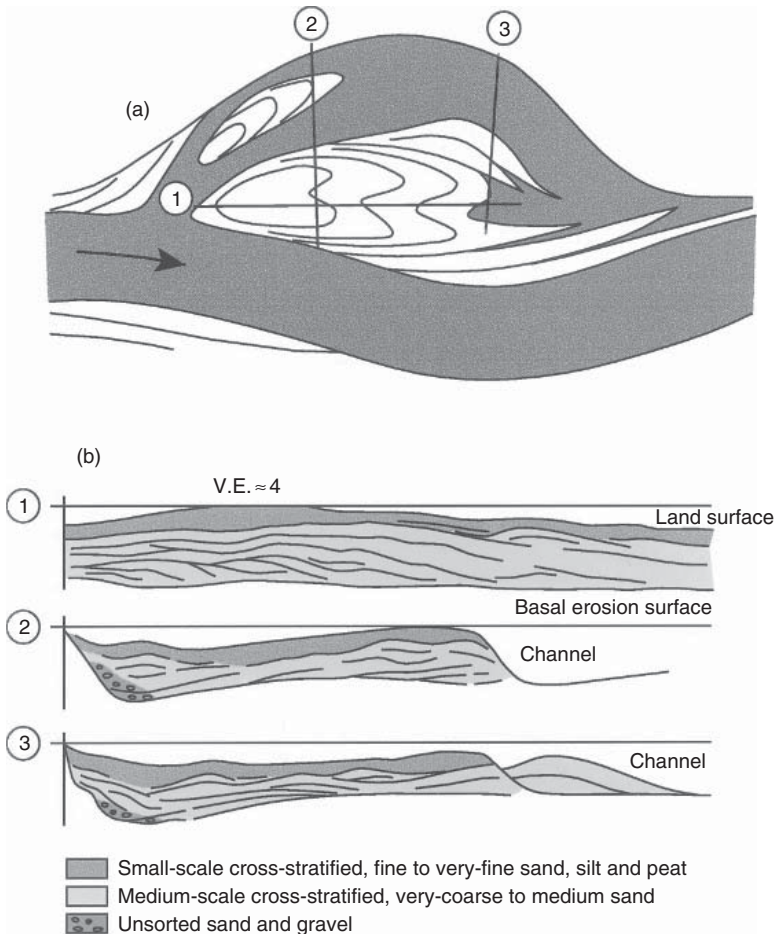 2
3
(a)
1
(b)
V.E. ≈ 4
1
Land surface
Basal erosion surface
2
Channel
3
Channel
Small-scale cross-stratified, fine to very-fine sand, silt and peat
Medium-scale cross-stratified, very-coarse to medium sand
Unsorted sand and gravel